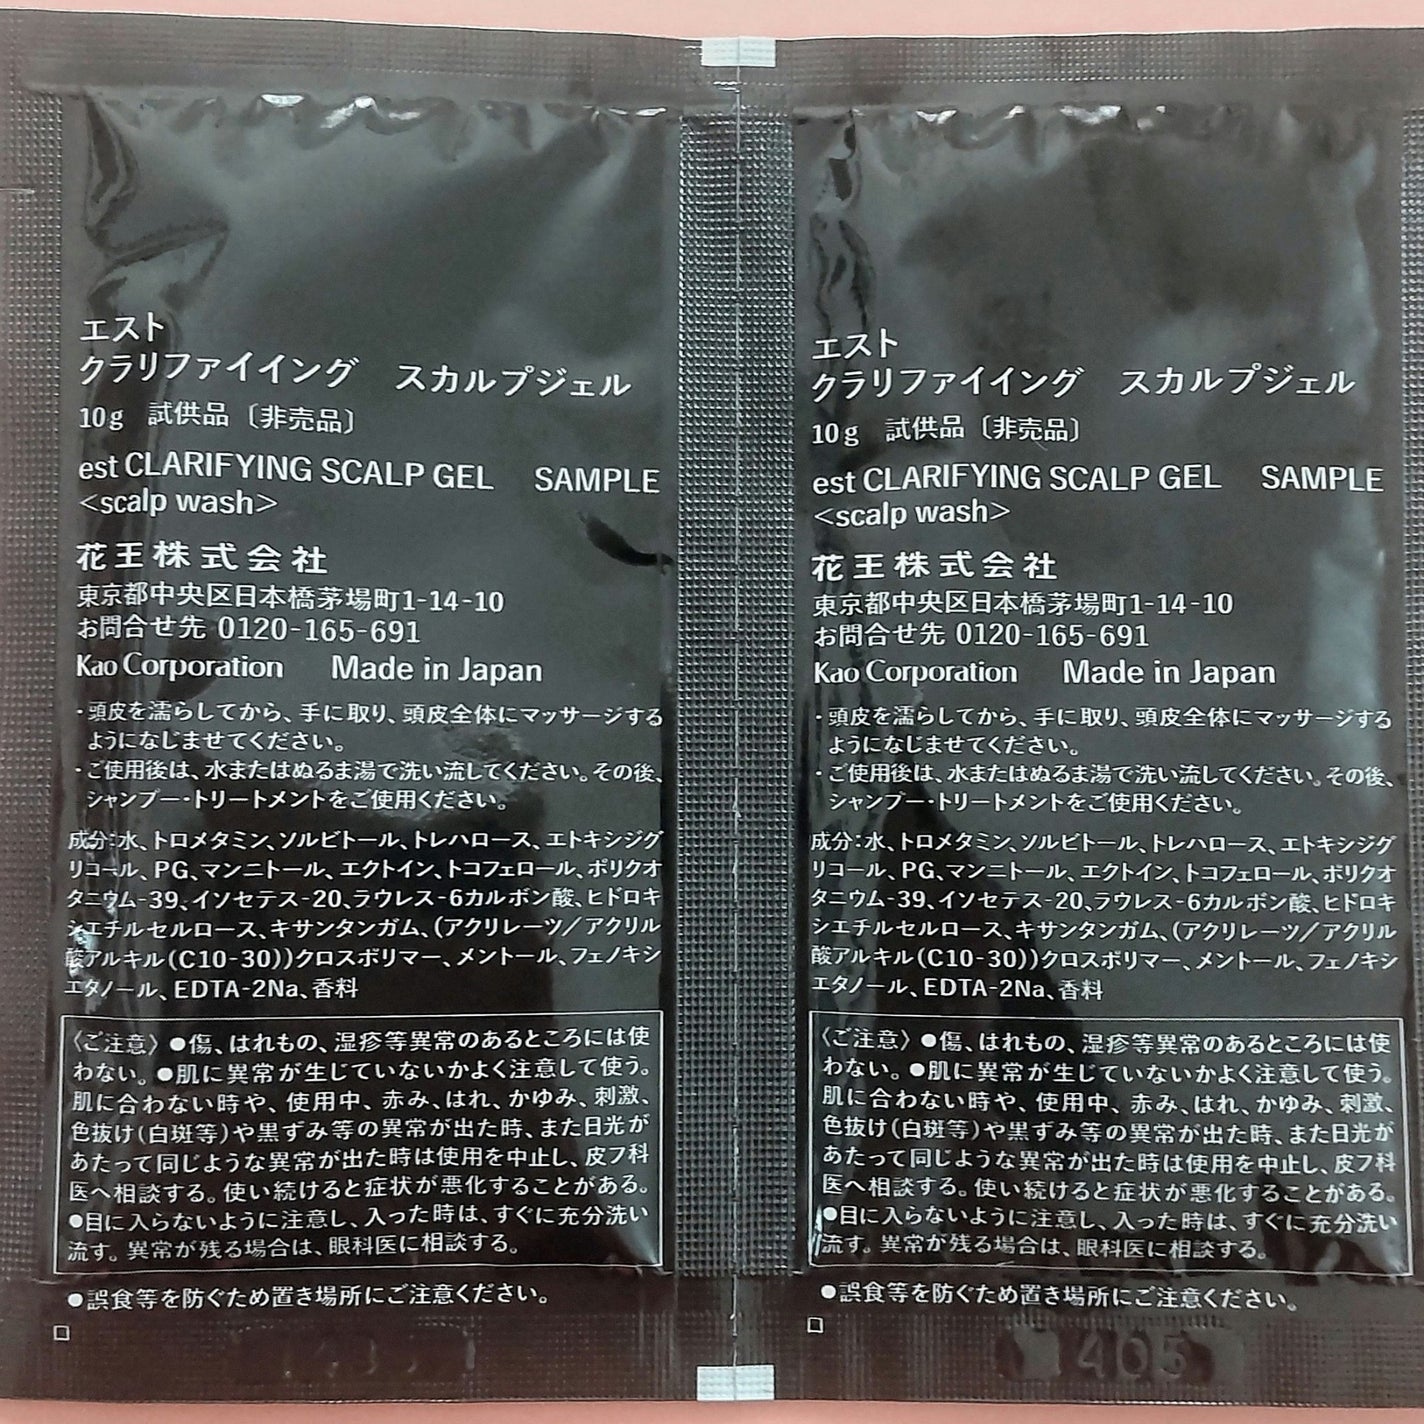 エスト
クラリファイイング　スカルプジェル
10g　試供品〔非売品〕
est CLARIFYING SCALP GEL　SAMPLE
<scalp wash>
花王株式会社
東京都中央区日本橋茅場町1-14-10
お問合せ先 0120-165-691
Kao Corporation　Made in Japan
・頭皮を濡らしてから、手に取り、頭皮全体にマッサージする
ようになじませてください。
・ご使用後は、水またはぬるま湯で洗い流してください。その後、
シャンプー・トリートメントをご使用ください。
成分：水、トロメタミン、ソルビトール、トレハロース、エトキシジグ
リコール、PG、マンニトール、エクトイン、トコフェロール、ポリクオ
タニウム-39、イソセテス-20、ラウレス-6カルボン酸、ヒドロキ
シエチルセルロース、キサンタンガム、(アクリレーツ／アクリル
酸アルキル(C10-30))クロスポリマー、メントール、フェノキシ
エタノール、EDTA-2Na、香料
〈ご注意〉●傷、はれもの、湿疹等異常のあるところには使
わない。●肌に異常が生じていないかよく注意して使う。
肌に合わない時や、使用中、赤み、はれ、かゆみ、刺激、
色抜け(白斑等)や黒ずみ等の異常が出た時、また日光が
あたって同じような異常が出た時は使用を中止し、皮フ科
医へ相談する。使い続けると症状が悪化することがある。
●目に入らないように注意し、入った時は、すぐに充分洗い
流す。異常が残る場合は、眼科医に相談する。
●誤食等を防ぐため置き場所にご注意ください。
エスト
クラリファイイング　スカルプジェル
10g　試供品〔非売品〕
est CLARIFYING SCALP GEL　SAMPLE
<scalp wash>
花王株式会社
東京都中央区日本橋茅場町1-14-10
お問合せ先 0120-165-691
Kao Corporation　Made in Japan
・頭皮を濡らしてから、手に取り、頭皮全体にマッサージする
ようになじませてください。
・ご使用後は、水またはぬるま湯で洗い流してください。その後、
シャンプー・トリートメントをご使用ください。
成分：水、トロメタミン、ソルビトール、トレハロース、エトキシジグ
リコール、PG、マンニトール、エクトイン、トコフェロール、ポリクオ
タニウム-39、イソセテス-20、ラウレス-6カルボン酸、ヒドロキ
シエチルセルロース、キサンタンガム、(アクリレーツ／アクリル
酸アルキル(C10-30))クロスポリマー、メントール、フェノキシ
エタノール、EDTA-2Na、香料
〈ご注意〉●傷、はれもの、湿疹等異常のあるところには使
わない。●肌に異常が生じていないかよく注意して使う。
肌に合わない時や、使用中、赤み、はれ、かゆみ、刺激、
色抜け(白斑等)や黒ずみ等の異常が出た時、また日光が
あたって同じような異常が出た時は使用を中止し、皮フ科
医へ相談する。使い続けると症状が悪化することがある。
●目に入らないように注意し、入った時は、すぐに充分洗い
流す。異常が残る場合は、眼科医に相談する。
●誤食等を防ぐため置き場所にご注意ください。